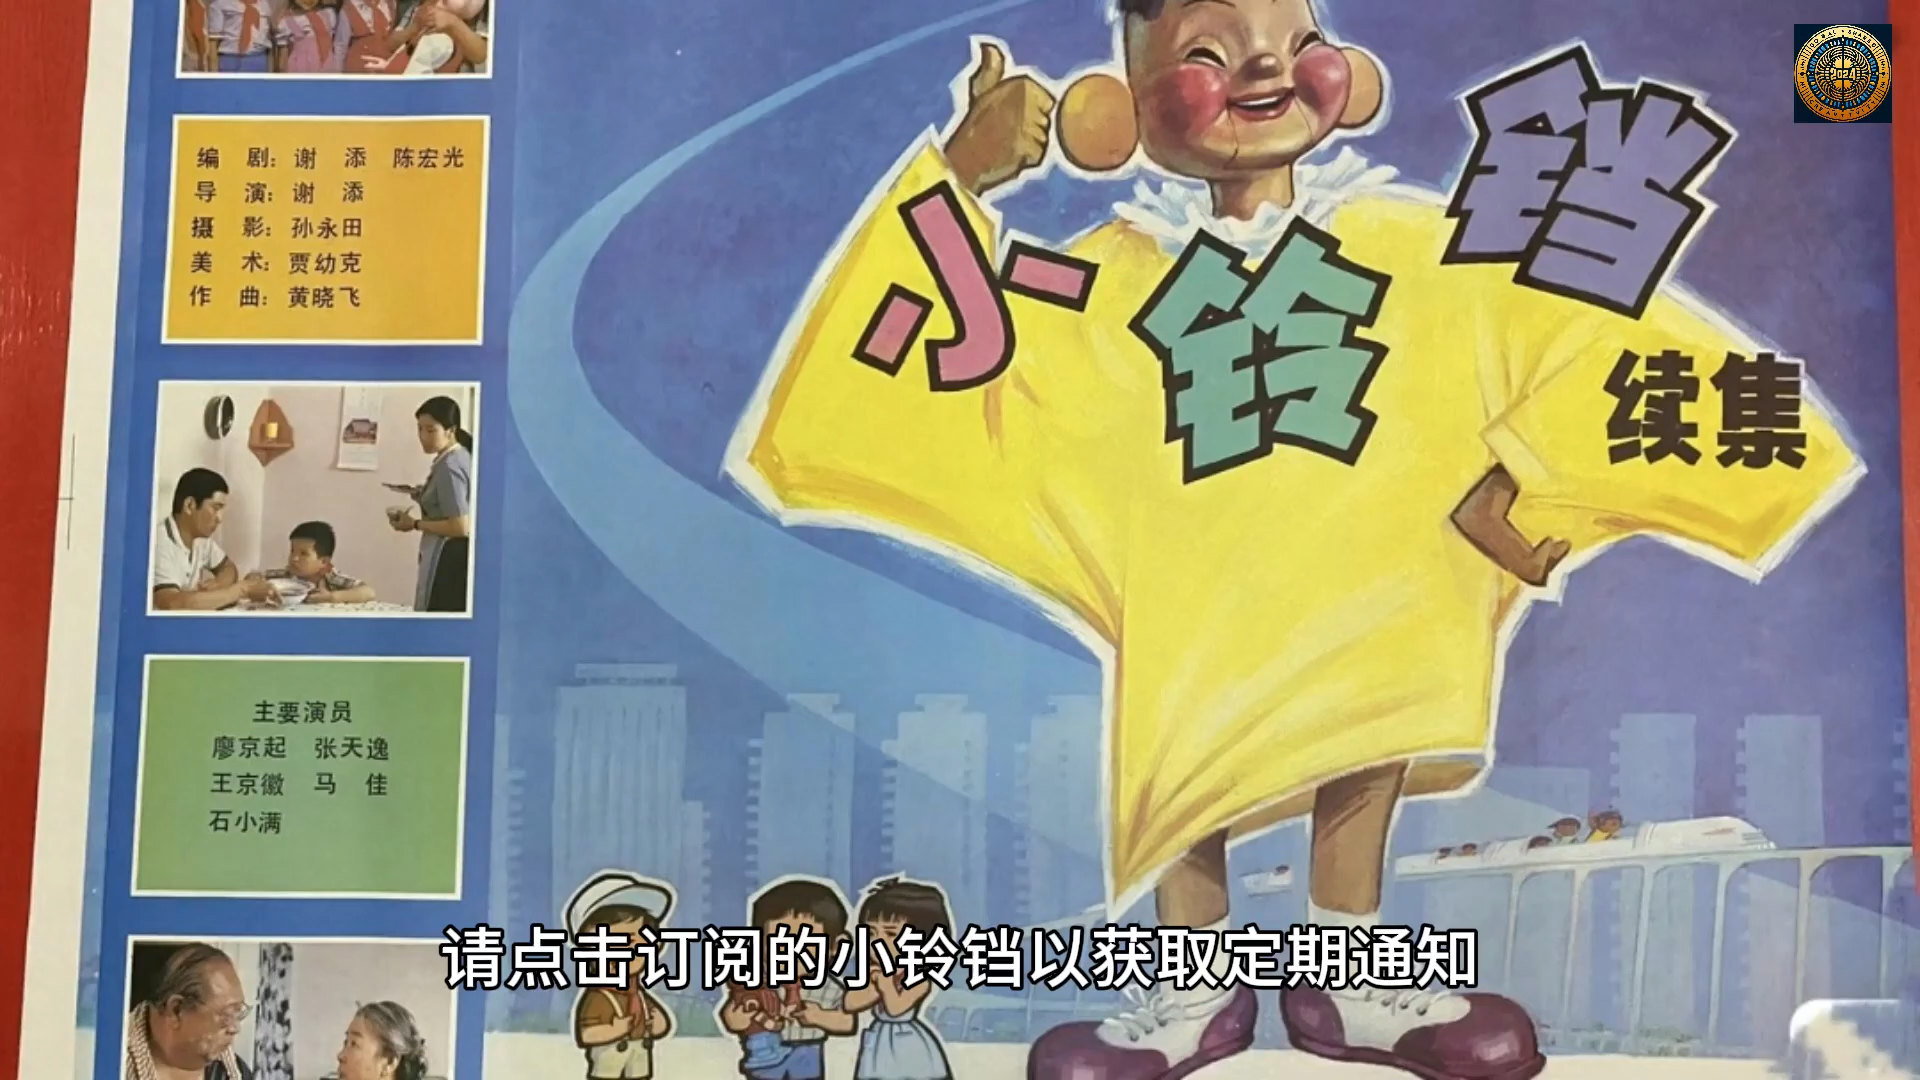 编 剧：谢 添 陈宏光
导 演：谢 添
摄 影：孙永田
美 术：贾幼克
作 曲：黄晓飞
主要演员
廖京起 张天逸
王京徽 马 佳
石小满
小铃铛
续集
2024
请点击订阅的小铃铛以获取定期通知